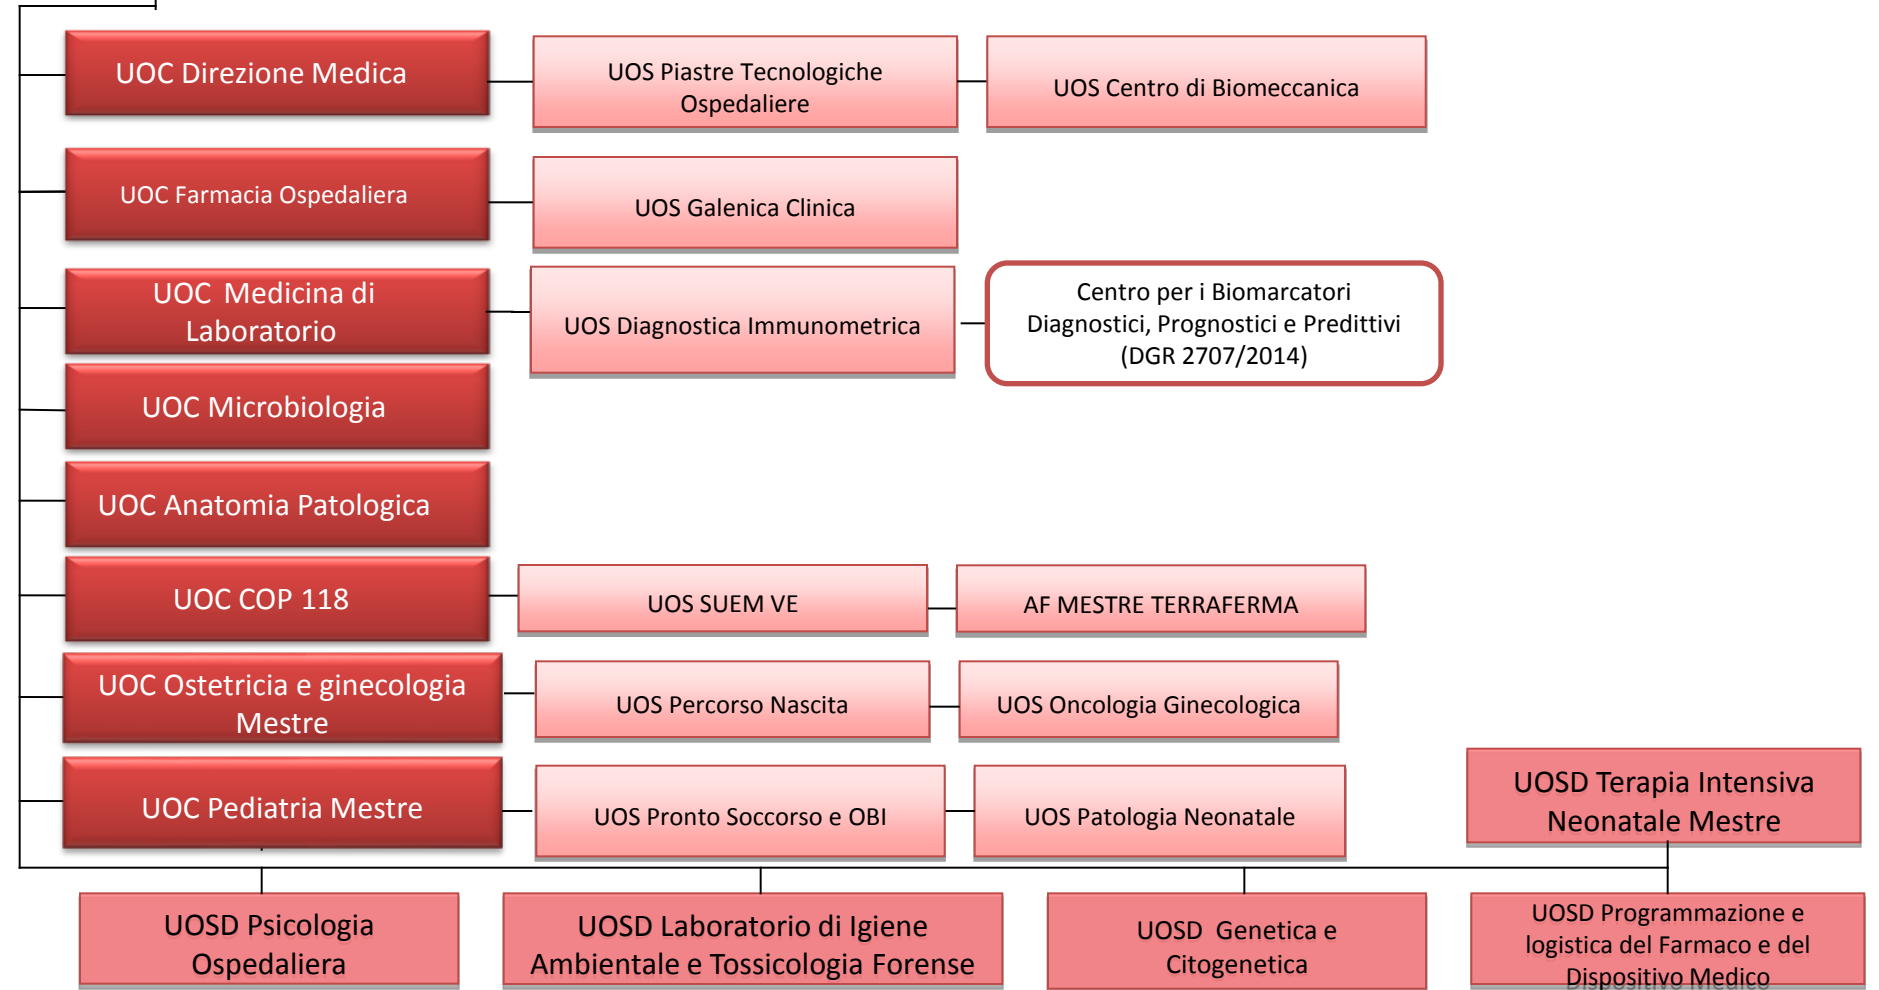 UOC Direzione Medica
UOS Piastre Tecnologiche
Ospedaliere
UOS Centro di Biomeccanica
UOC Farmacia Ospedaliera
UOS Galenica Clinica
UOC Medicina di
Laboratorio
UOS Diagnostica Immunometrica
Centro per i Biomarcatori
Diagnostici, Prognostici e Predittivi
(DGR 2707/2014)
UOC Microbiologia
UOC Anatomia Patologica
UOC COP 118
UOS SUEM VE
AF MESTRE TERRAFERMA
UOC Ostetricia e ginecologia
Mestre
UOS Percorso Nascita
UOS Oncologia Ginecologica
UOC Pediatria Mestre
UOS Pronto Soccorso e OBI
UOS Patologia Neonatale
UOSD Terapia Intensiva
Neonatale Mestre
UOSD Psicologia
Ospedaliera
UOSD Laboratorio di Igiene
Ambientale e Tossicologia Forense
UOSD Genetica e
Citogenetica
UOSD Programmazione e
logistica del Farmaco e del
Dispositivo Medico